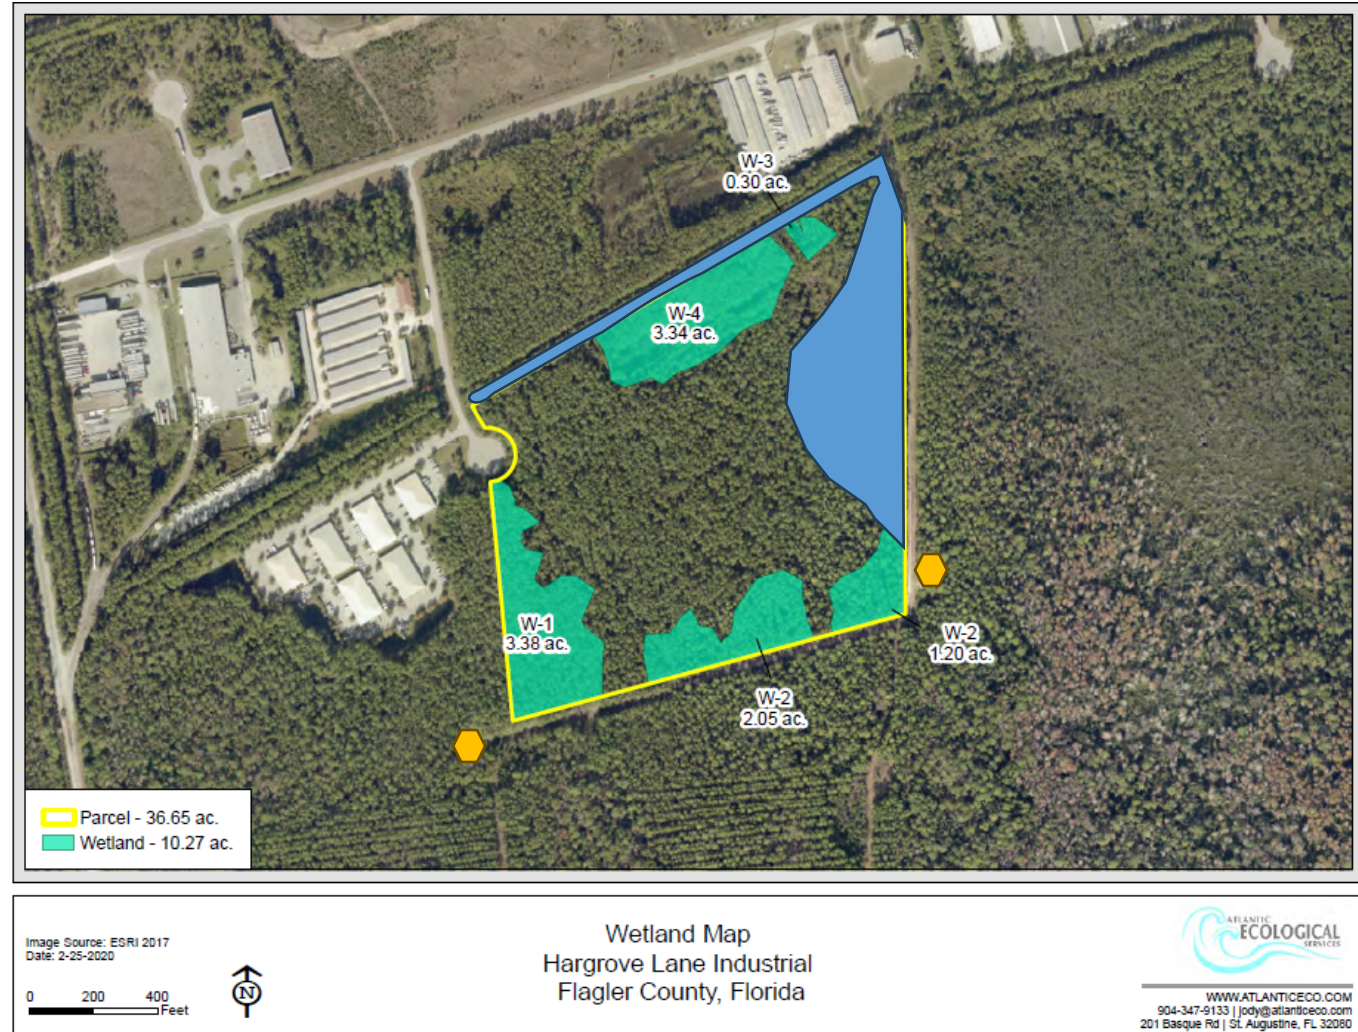 W-3
0.30 ac.
W-4
3.34 ac.
W-1
3.38 ac.
W-2
1.20 ac.
W-2
2.05 ac.
Parcel - 36.65 ac.
Wetland - 10.27 ac.
Image Source: ESRI 2017
Date: 2-25-2020
0 200 400
Feet
N
Wetland Map
Hargrove Lane Industrial
Flagler County, Florida
ATLANTIC
ECOLOGICAL
SERVICES
WWW.ATLANTICECO.COM
904-347-9133 | jody@atlanticeco.com
201 Basque Rd | St. Augustine, FL 32080